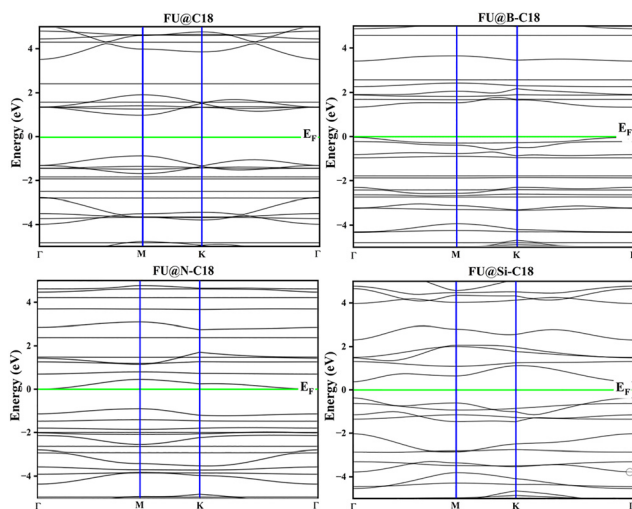 FU@C18
Energy (eV)
4
2
0
−2
−4
E_F
Γ
M
K
Γ
FU@B-C18
Energy (eV)
4
2
0
−2
−4
E_F
Γ
M
K
FU@N-C18
Energy (eV)
4
2
0
−2
−4
E_F
Γ
M
K
Γ
FU@Si-C18
Energy (eV)
4
2
0
−2
−4
E_F
Γ
M
K